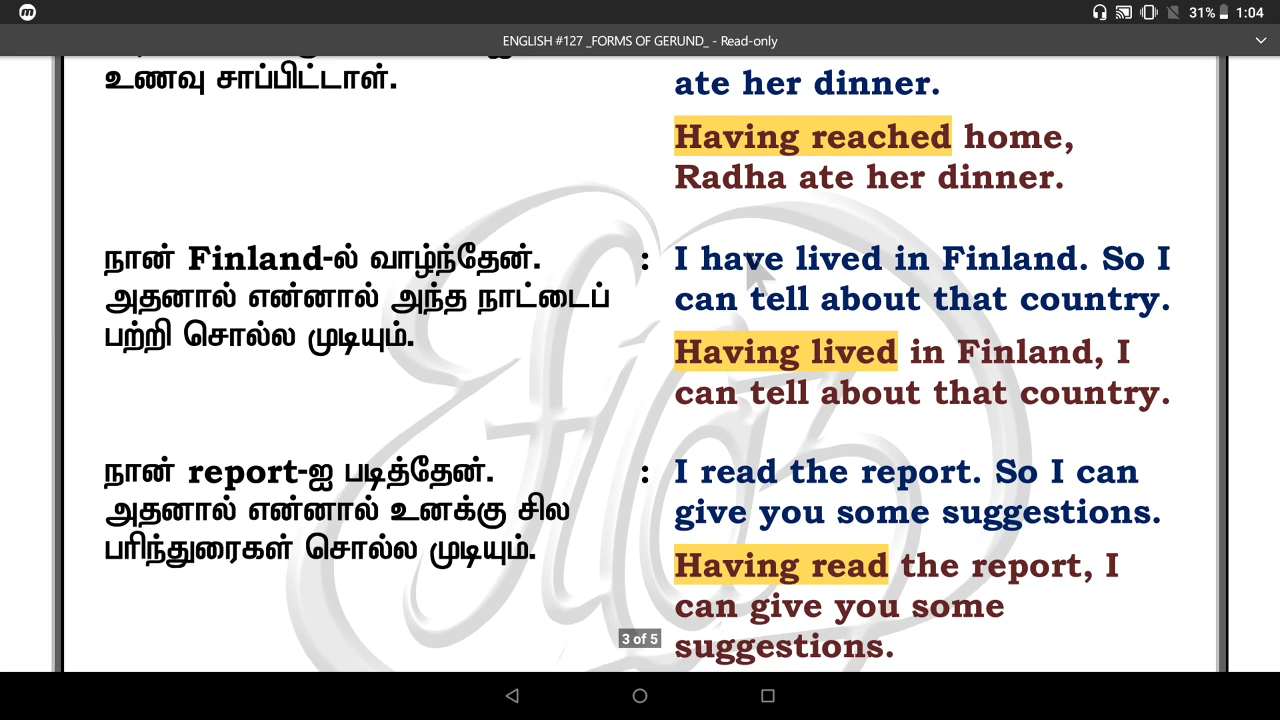 31% 1:04
ENGLISH #127 _FORMS OF GERUND_ - Read-only
உணவு சாப்பிட்டாள்.
ate her dinner.
Having reached home,
Radha ate her dinner.
நான் Finland-ல் வாழ்ந்தேன்.
அதனால் என்னால் அந்த நாட்டைப்
பற்றி சொல்ல முடியும்.
: I have lived in Finland. So I
can tell about that country.
Having lived in Finland, I
can tell about that country.
நான் report-ஐ படித்தேன்.
அதனால் என்னால் உனக்கு சில
பரிந்துரைகள் சொல்ல முடியும்.
: I read the report. So I can
give you some suggestions.
Having read the report, I
can give you some
suggestions.
3 of 5